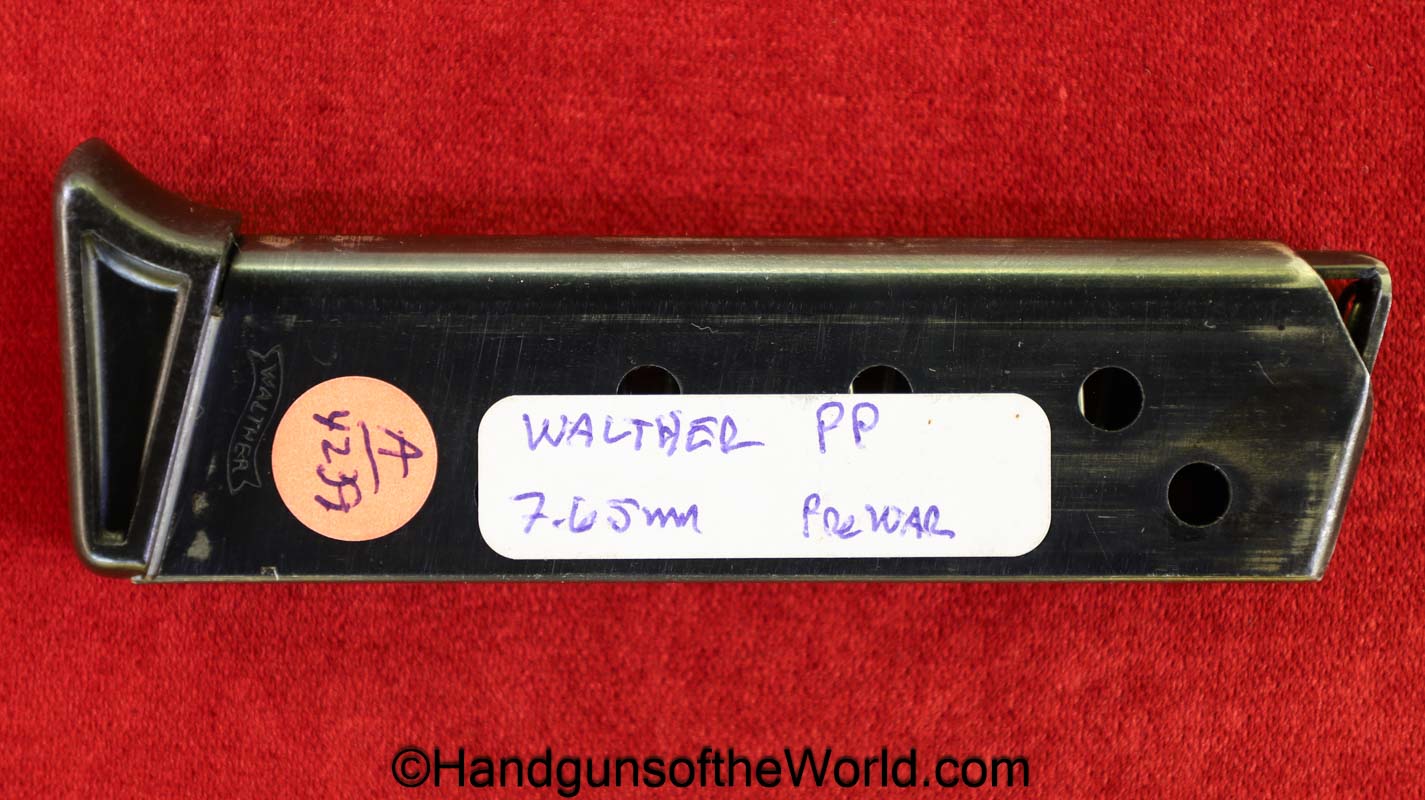 WALTHER
A
4239
WALTHER PP
7.65mm PREWAR
©HandgunsoftheWorld.com